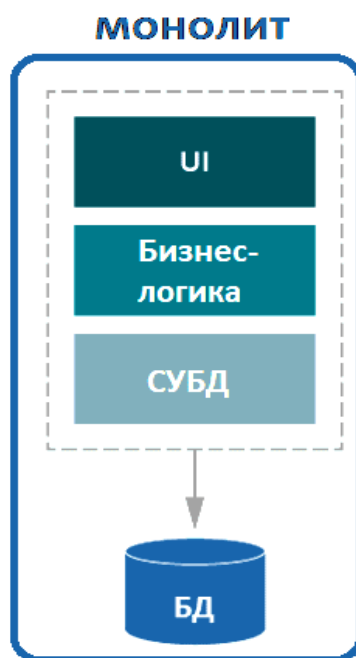 МОНОЛИТ
UI
Бизнес-
логика
СУБД
БД